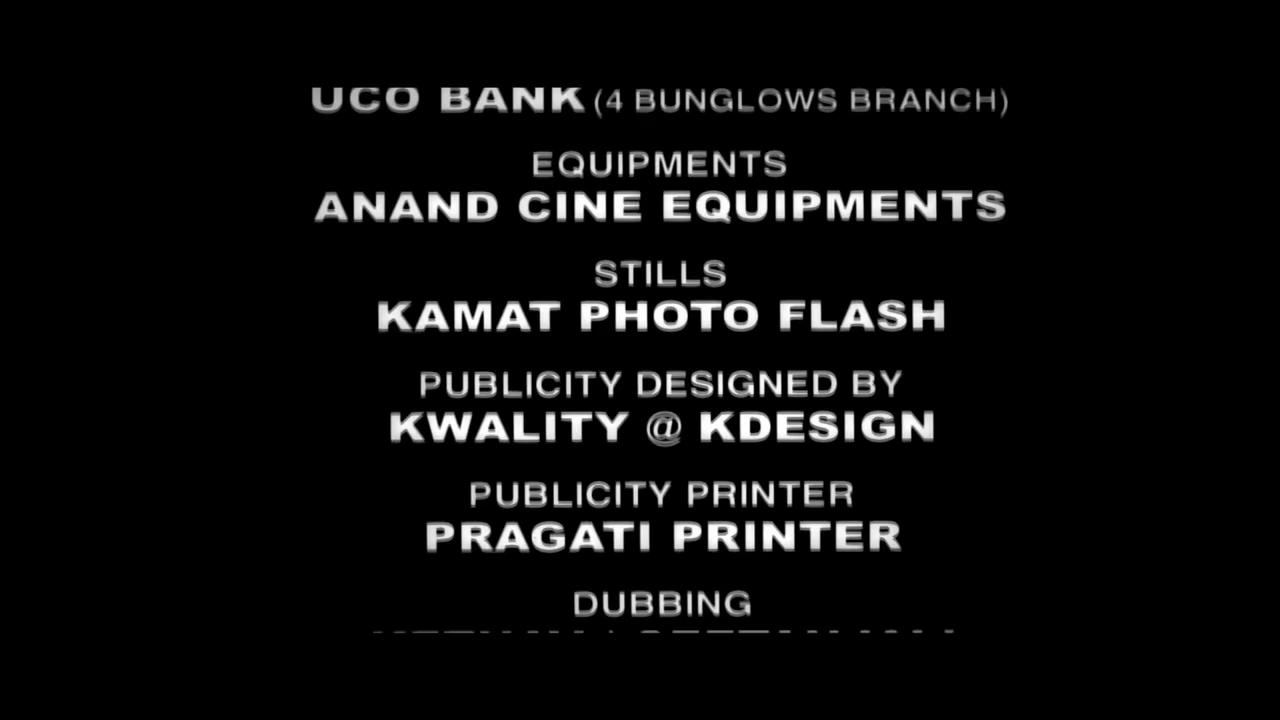 UCO BANK (4 BUNGLOWS BRANCH)
EQUIPMENTS
ANAND CINE EQUIPMENTS
STILLS
KAMAT PHOTO FLASH
PUBLICITY DESIGNED BY
KWALITY @ KDESIGN
PUBLICITY PRINTER
PRAGATI PRINTER
DUBBING